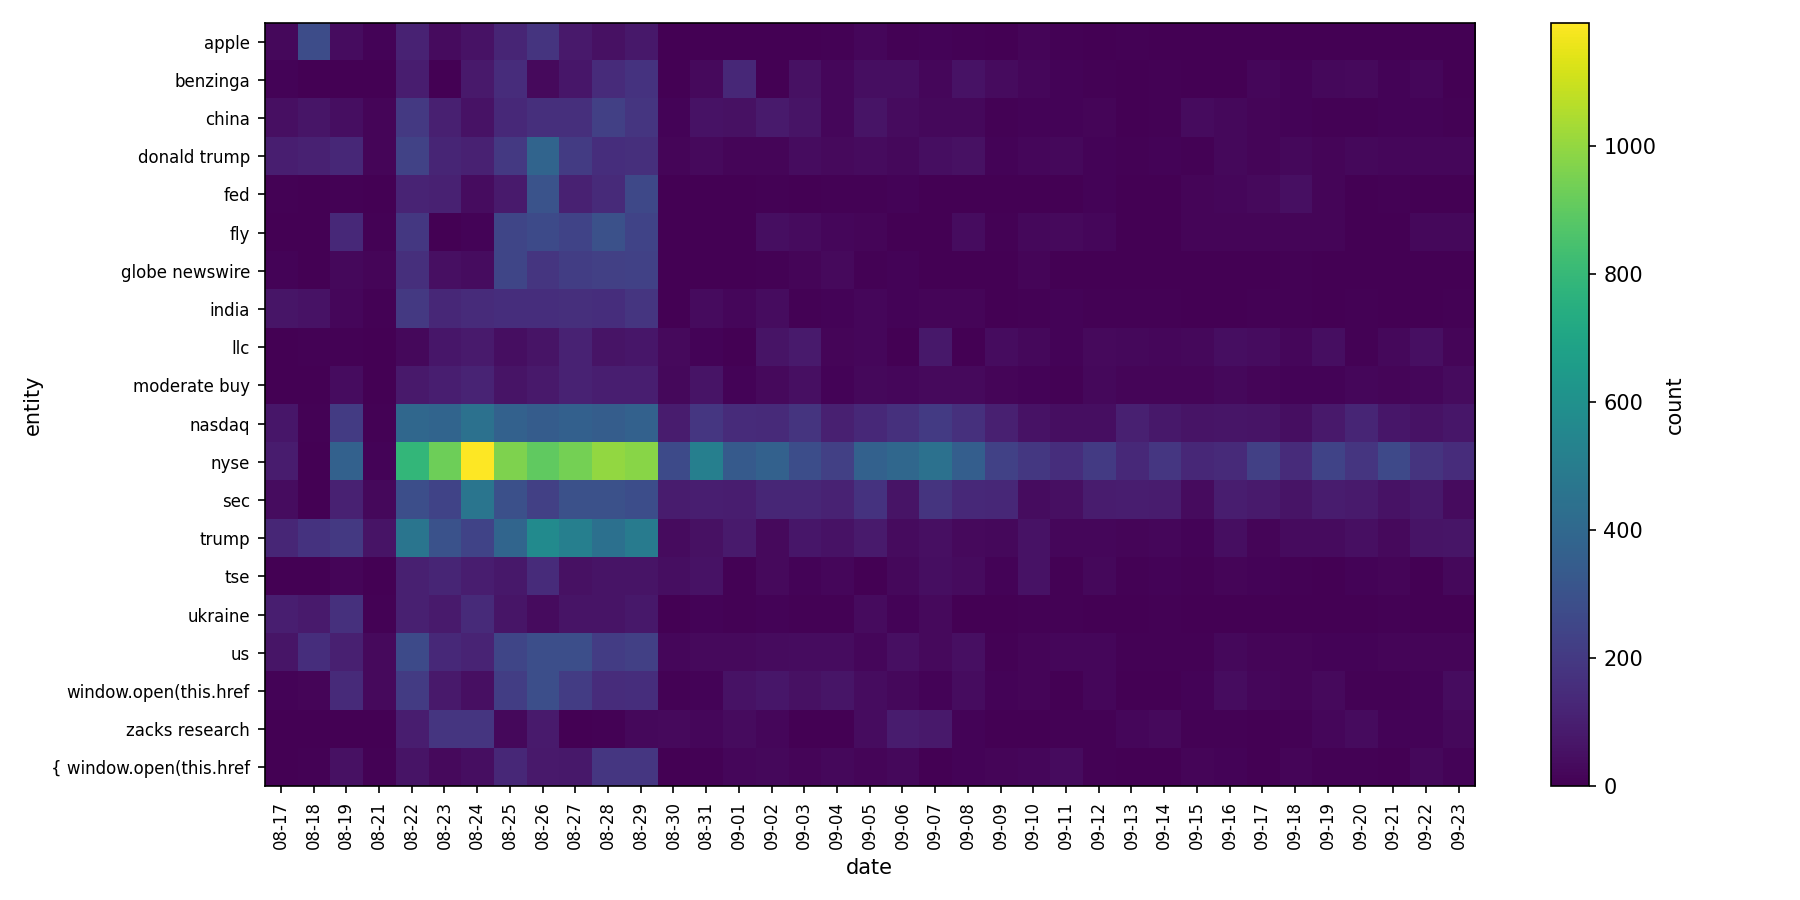 apple
benzinga
china
donald trump
fed
fly
globe newswire
india
llc
moderate buy
nasdaq
nyse
sec
trump
tse
ukraine
us
window.open(this.href
zacks research
{ window.open(this.href
entity
08-17
08-18
08-19
08-21
08-22
08-23
08-24
08-25
08-26
08-27
08-28
08-29
08-30
08-31
09-01
09-02
09-03
09-04
09-05
09-06
09-07
09-08
09-09
09-10
09-11
09-12
09-13
09-14
09-15
09-16
09-17
09-18
09-19
09-20
09-21
09-22
09-23
date
1000
800
600
400
200
0
count